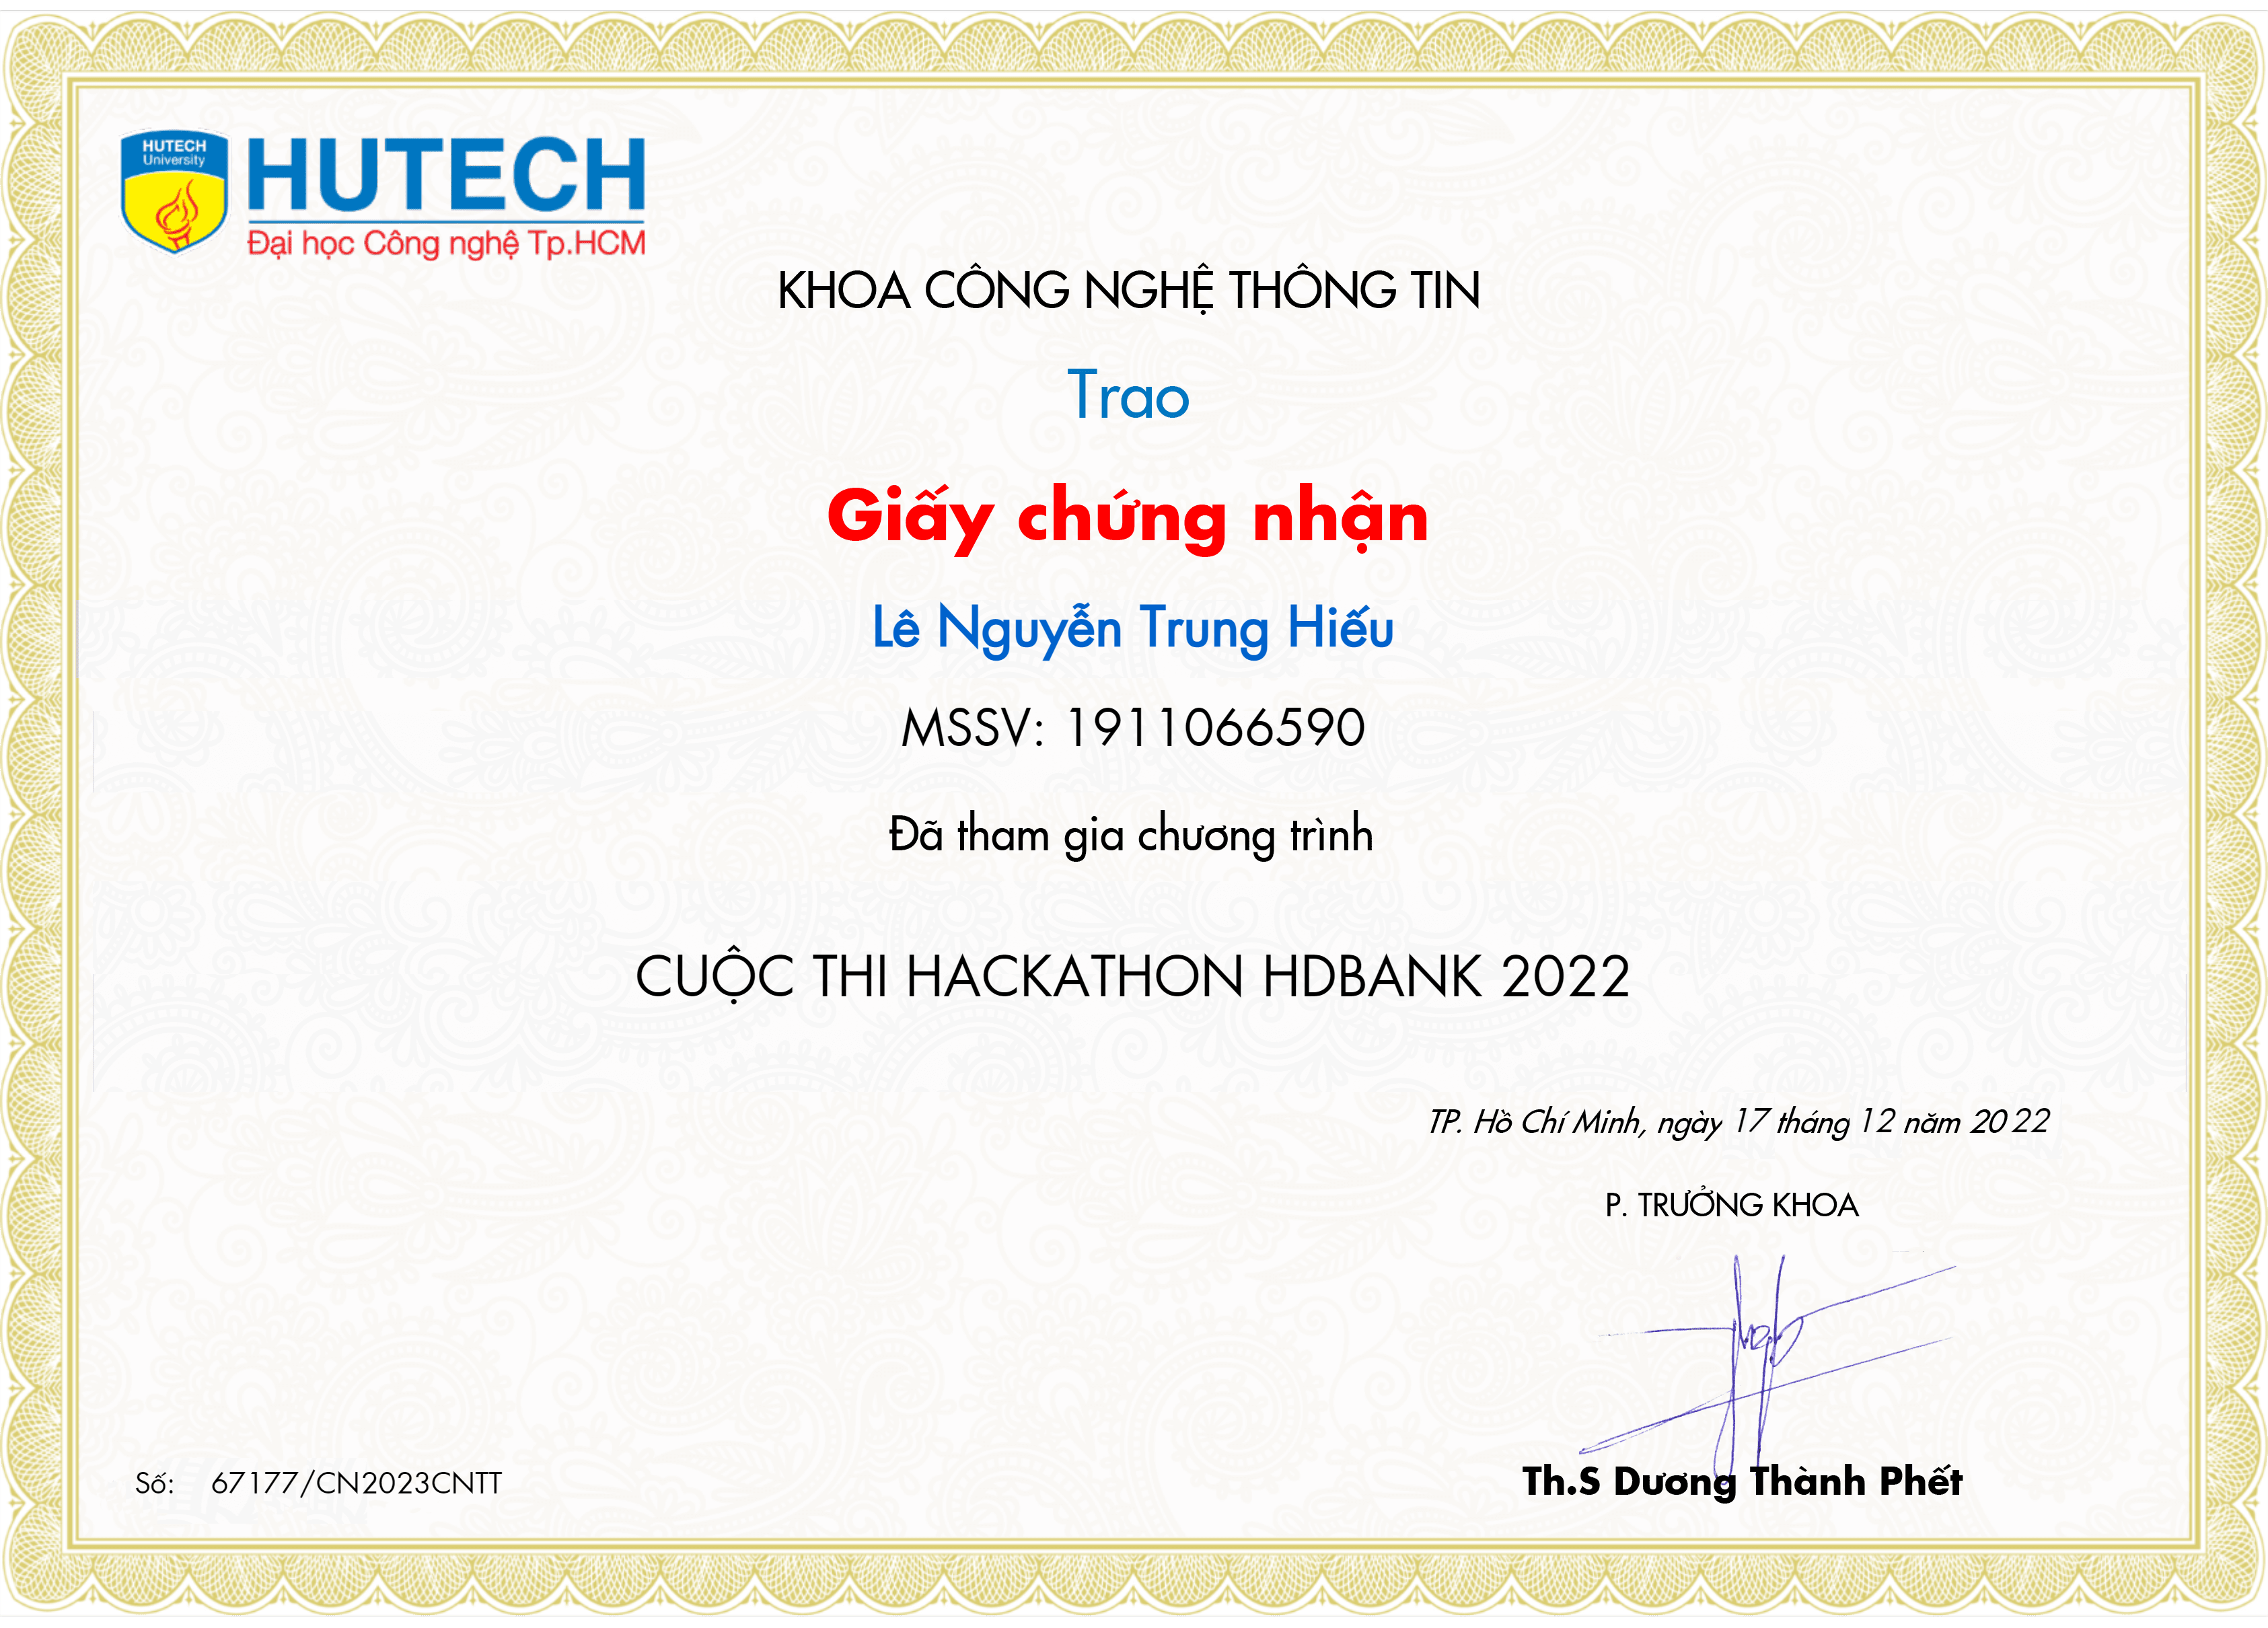 HUTECH
University
HUTECH
Đại học Công nghệ Tp.HCM
KHOA CÔNG NGHỆ THÔNG TIN
Trao
Giấy chứng nhận
Lê Nguyễn Trung Hiếu
MSSV: 1911066590
Đã tham gia chương trình
CUỘC THI HACKATHON HDBANK 2022
TP. Hồ Chí Minh, ngày 17 tháng 12 năm 2022
P. TRƯỞNG KHOA
Th.S Dương Thành Phết
Số: 67177/CN2023CNTT